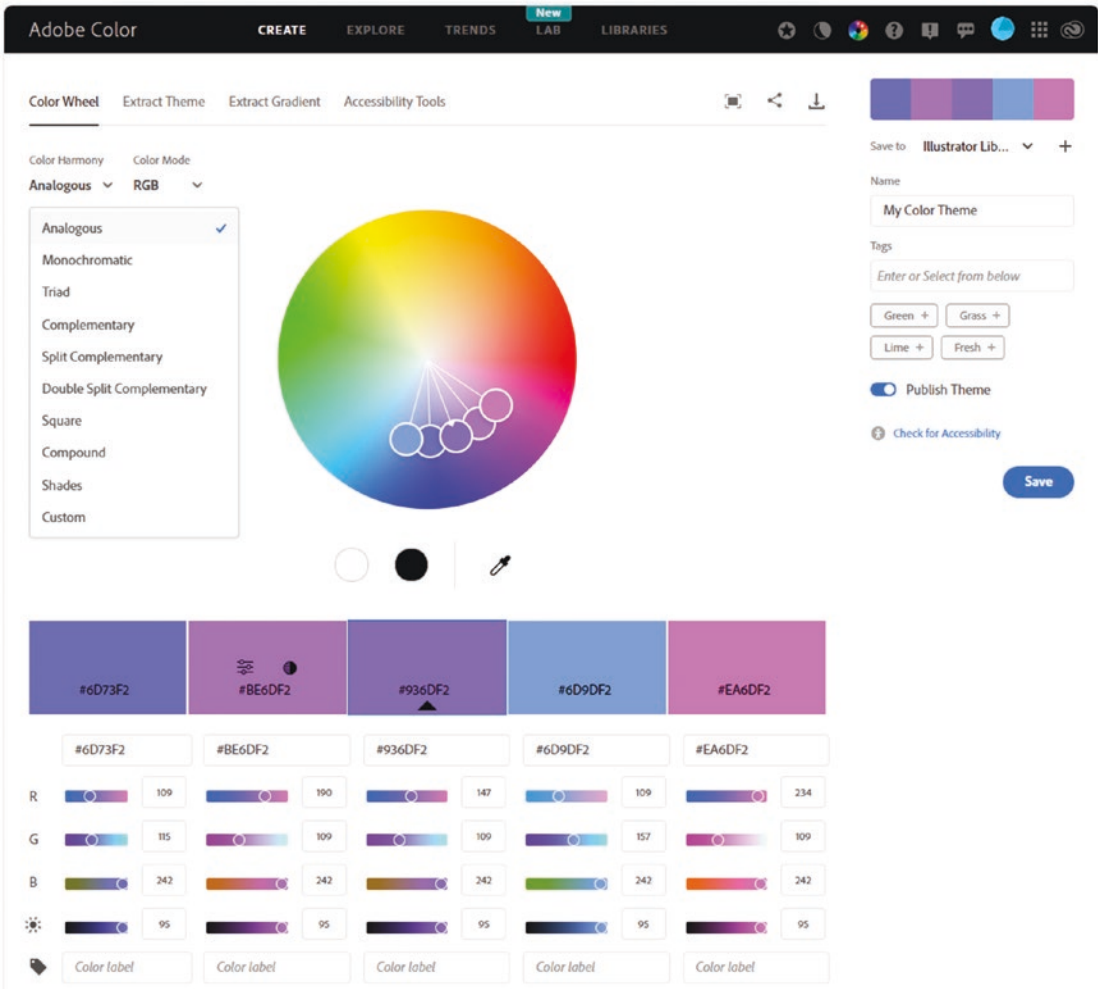 New
Adobe Color CREATE EXPLORE TRENDS LAB LIBRARIES
Color Wheel Extract Theme Extract Gradient Accessibility Tools
Color Harmony Color Mode
Analogous RGB
Analogous
Monochromatic
Triad
Complementary
Split Complementary
Double Split Complementary
Square
Compound
Shades
Custom
Save to Illustrator Lib... +
Name
My Color Theme
Tags
Enter or Select from below
Green + Grass +
Lime + Fresh +
Publish Theme
Check for Accessibility
Save
#6D73F2 #BE6DF2 #936DF2 #6D9DF2 #EA6DF2
#6D73F2 #BE6DF2 #936DF2 #6D9DF2 #EA6DF2
R 109 190 147 109 234
G 115 109 109 157 109
B 242 242 242 242 242
95 95 95 95 95
Color label Color label Color label Color label Color label